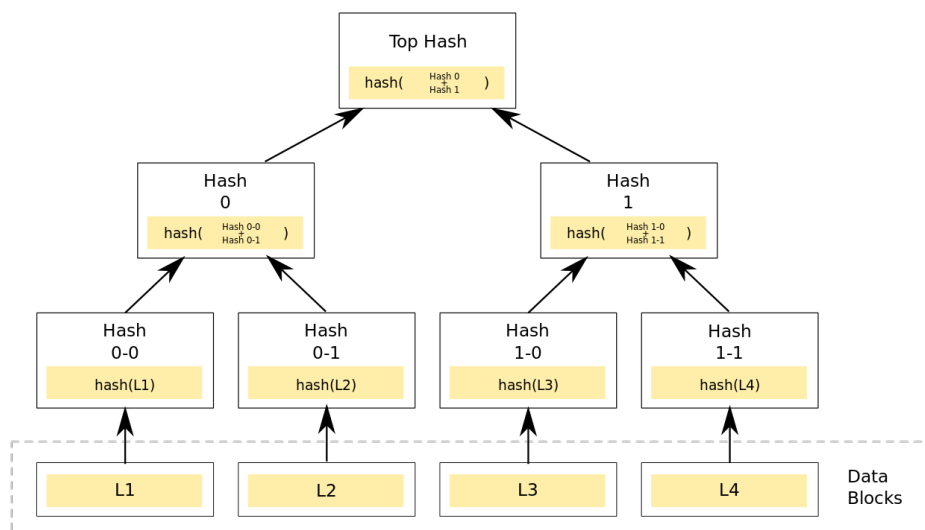 Top Hash
hash( Hash 0 + Hash 1 )
Hash
0
hash( Hash 0-0 + Hash 0-1 )
Hash
1
hash( Hash 1-0 + Hash 1-1 )
Hash
0-0
hash(L1)
Hash
0-1
hash(L2)
Hash
1-0
hash(L3)
Hash
1-1
hash(L4)
L1
L2
L3
L4
Data
Blocks